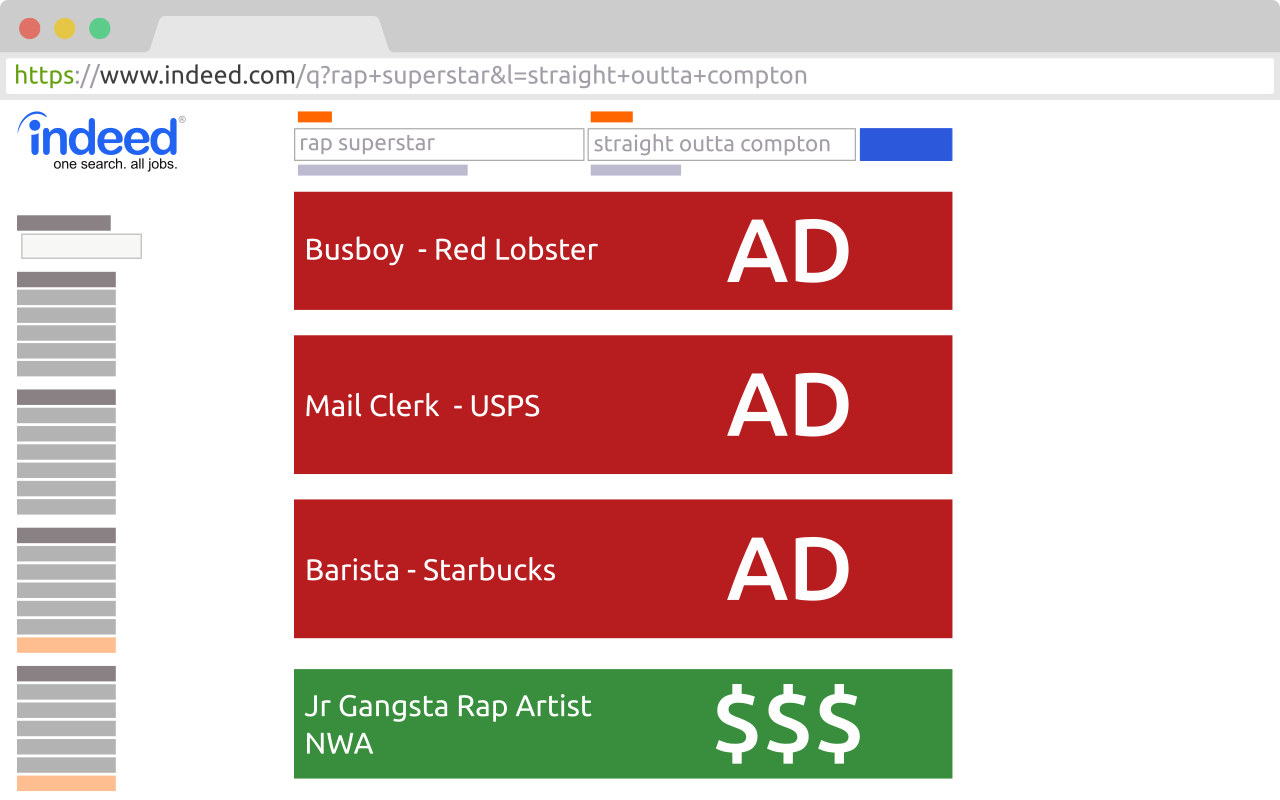 https://www.indeed.com/q?rap+superstar&l=straight+outta+compton
indeed®
one search. all jobs.
rap superstar
straight outta compton
Busboy - Red Lobster
AD
Mail Clerk - USPS
AD
Barista - Starbucks
AD
Jr Gangsta Rap Artist
NWA
$$$